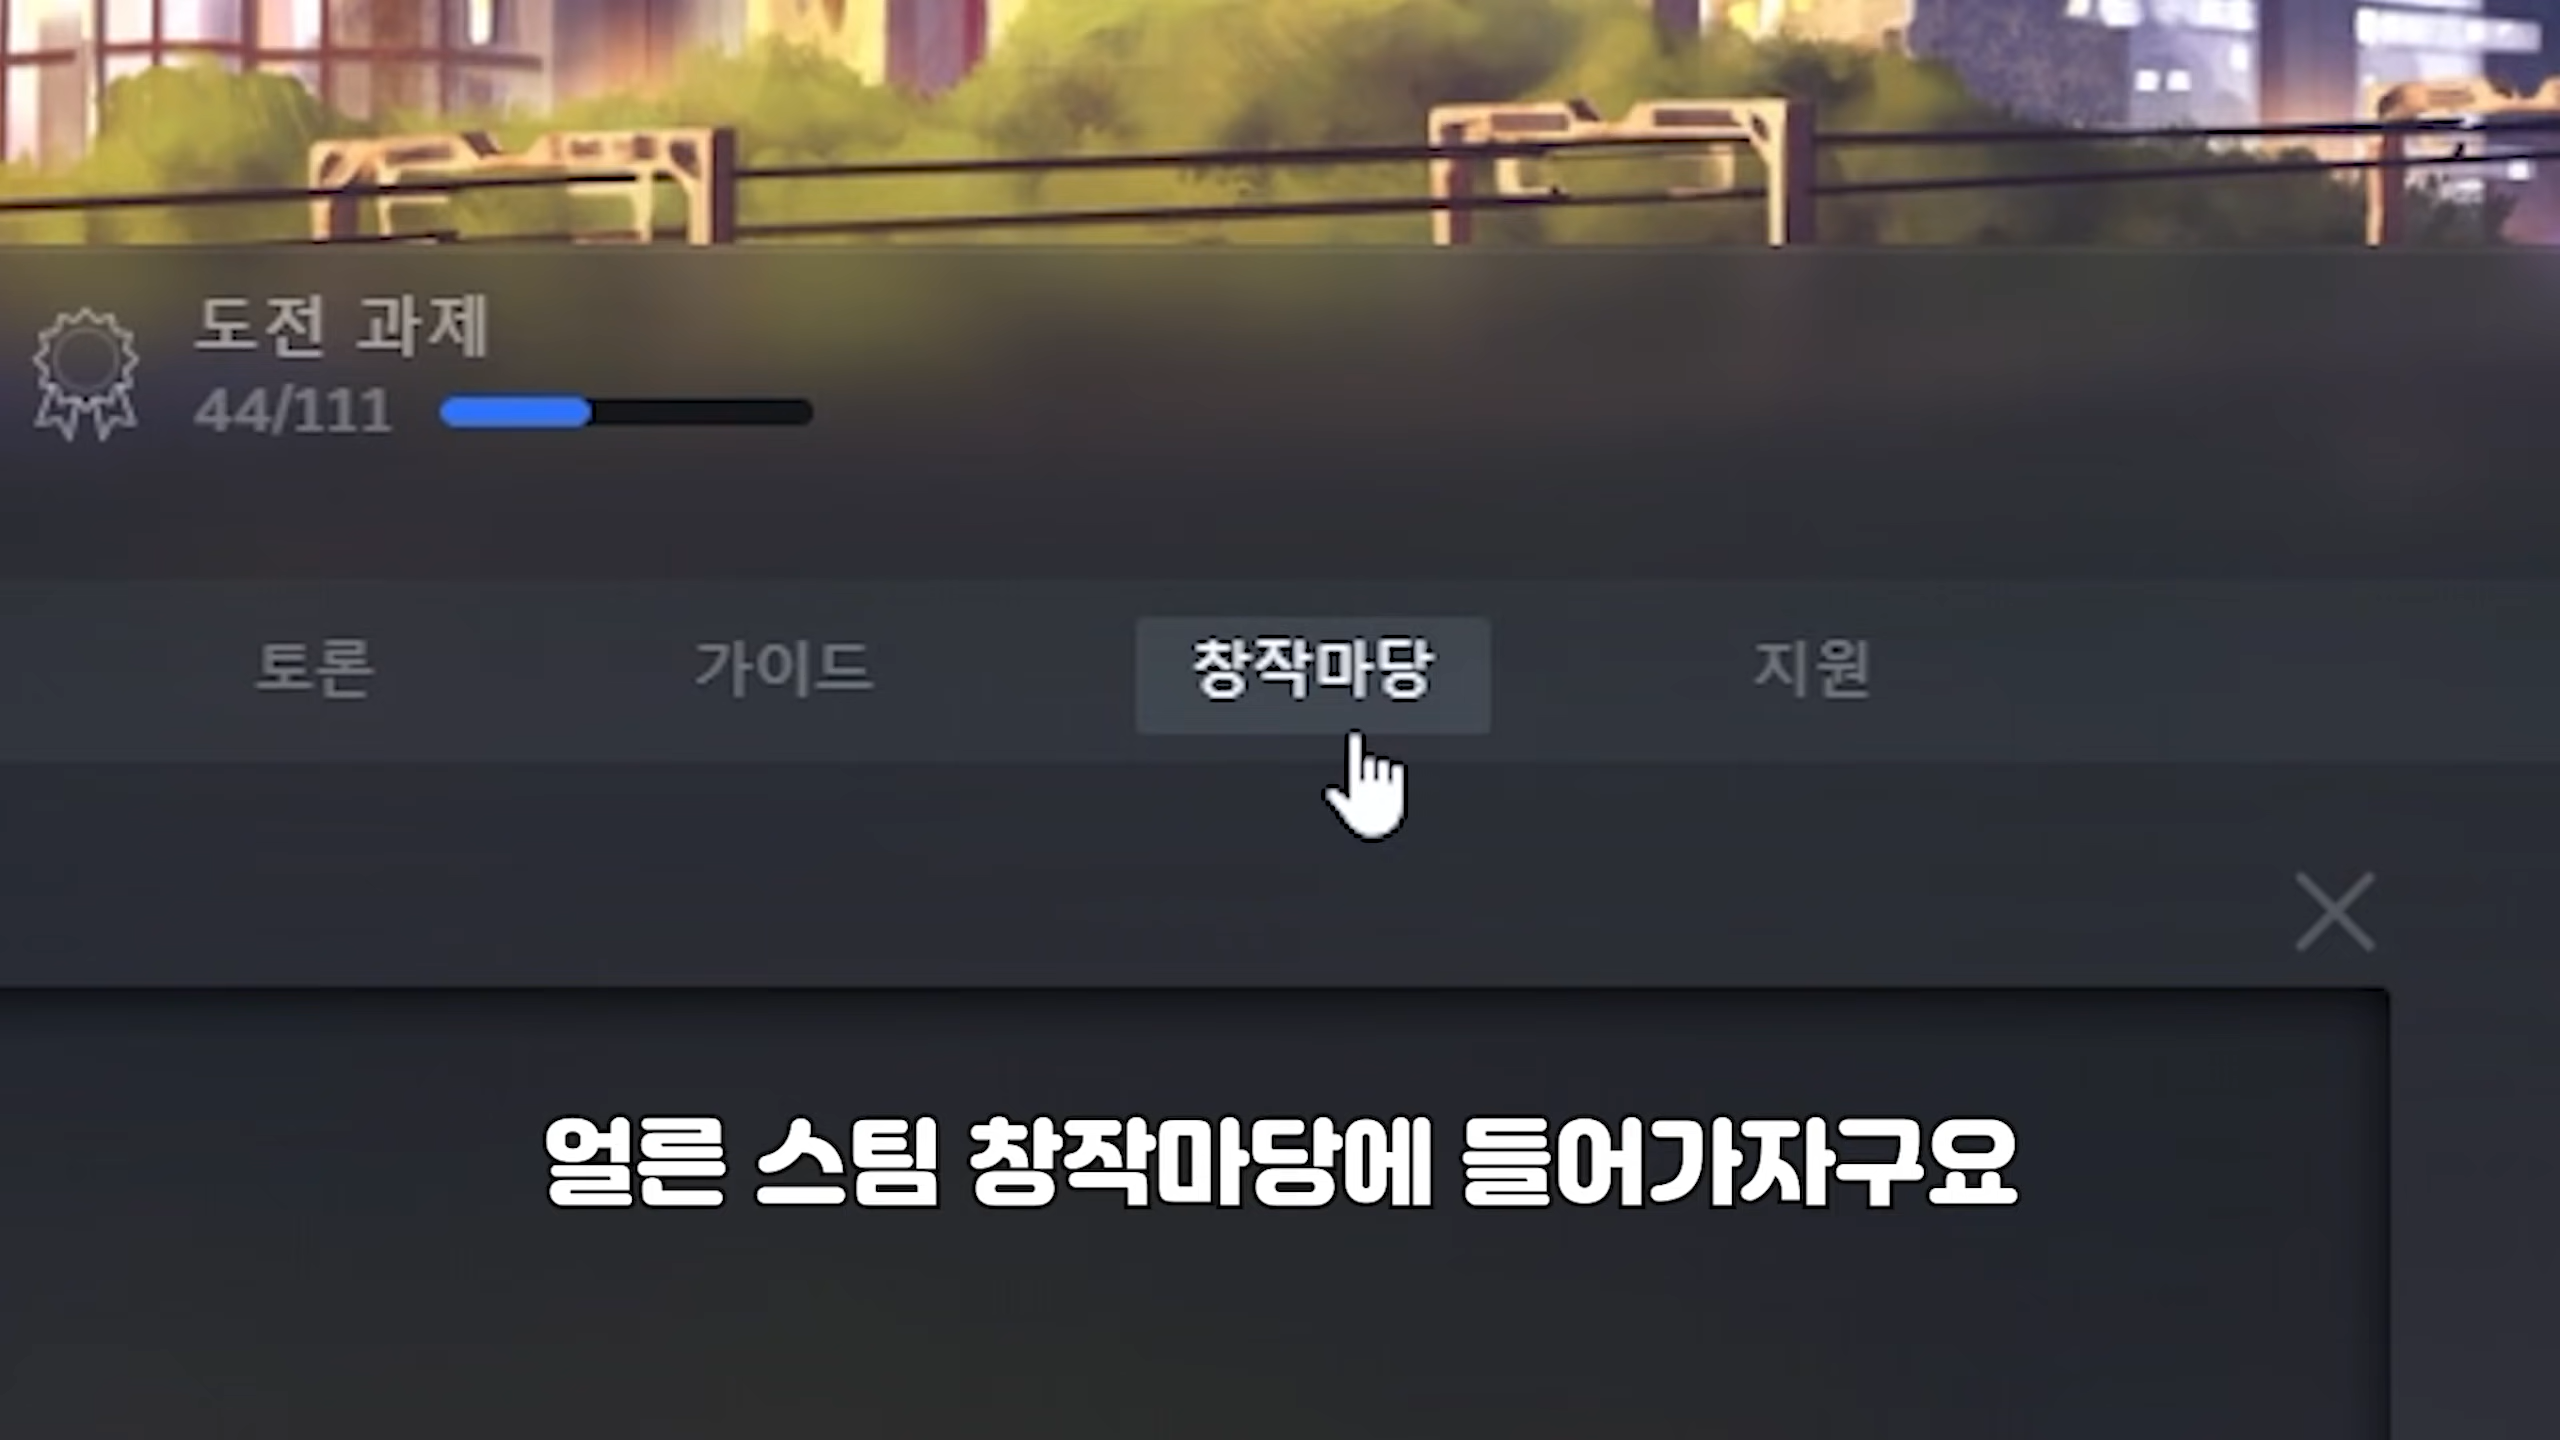 도전 과제
44/111
토론 가이드 창작마당 지원
얼른 스팀 창작마당에 들어가자구요